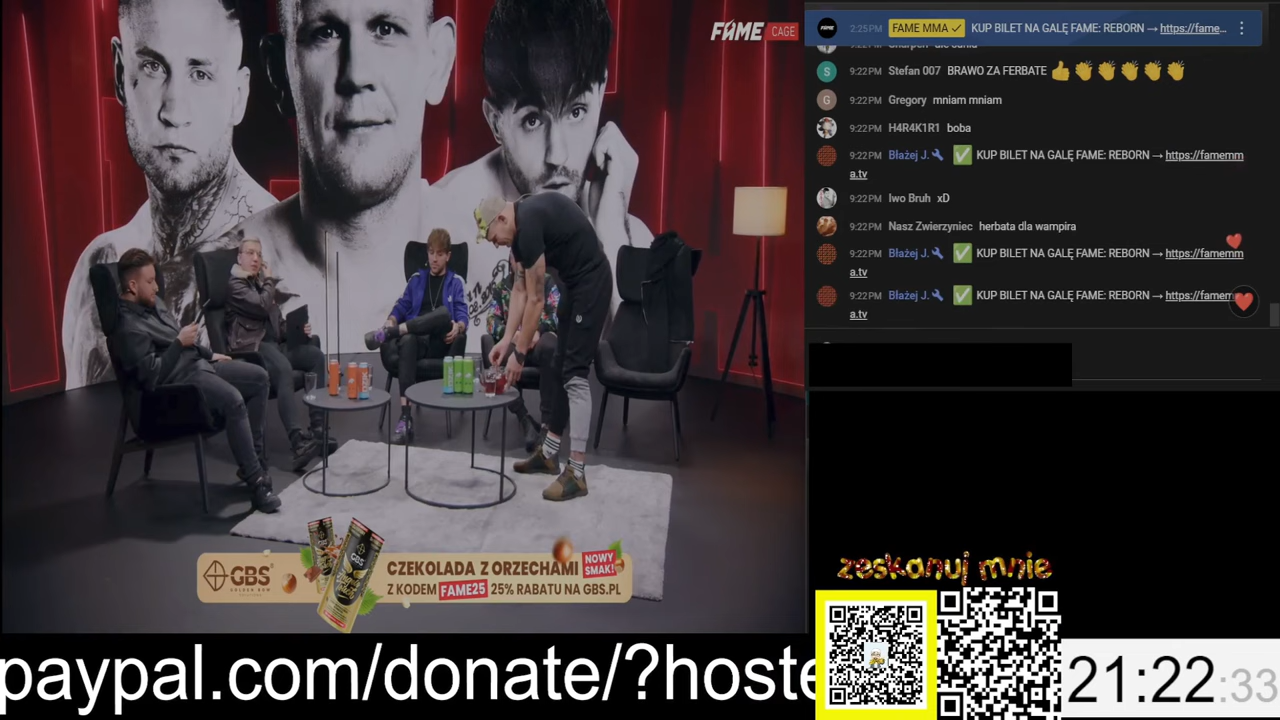 FAME CAGE
2:25PM FAME MMA ✓ KUP BILET NA GALĘ FAME: REBORN → https://fame...
9:22PM Stefan 007 BRAWO ZA FERBATE 👍👏👏👏👏👏
G 9:22PM Gregory mniam mniam
9:22PM H4R4K1R1 boba
9:22PM Błażej J. ✅ KUP BILET NA GALĘ FAME: REBORN → https://famemm
a.tv
9:22PM Iwo Bruh xD
9:22PM Nasz Zwierzyniec herbata dla wampira
9:22PM Błażej J. ✅ KUP BILET NA GALĘ FAME: REBORN → https://famemm
a.tv
9:22PM Błażej J. ✅ KUP BILET NA GALĘ FAME: REBORN →
a.tv
GBS
CZEKOLADA Z ORZECHAMI
NOWY
SMAK!
Z KODEM FAME25 25% RABATU NA GBS.PL
zeskanuj mnie
paypal.com/donate/?hoste
21:22:33